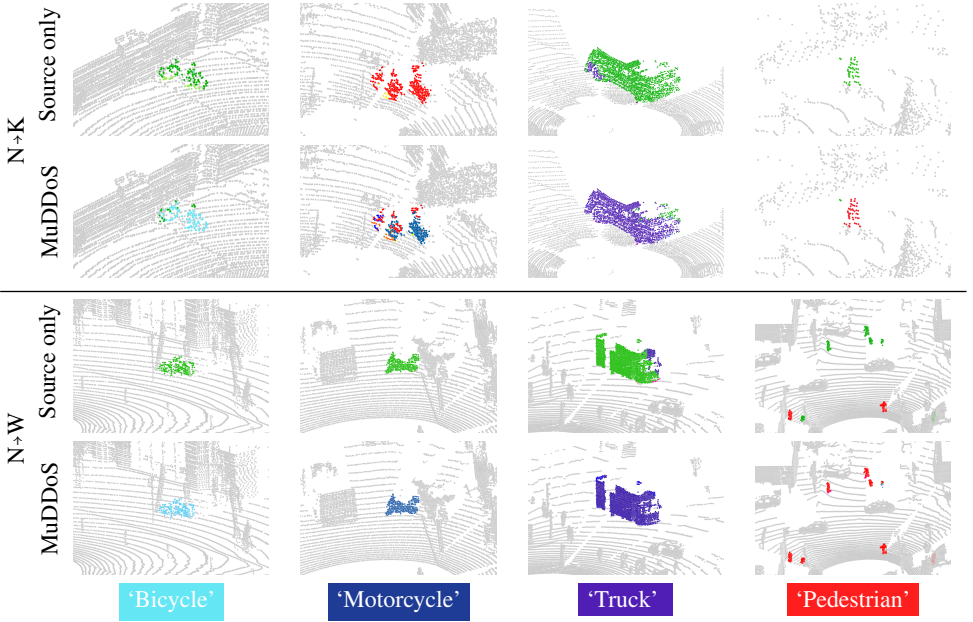 N→K
Source only
MuDDoS
N→W
Source only
MuDDoS
‘Bicycle’
‘Motorcycle’
‘Truck’
‘Pedestrian’